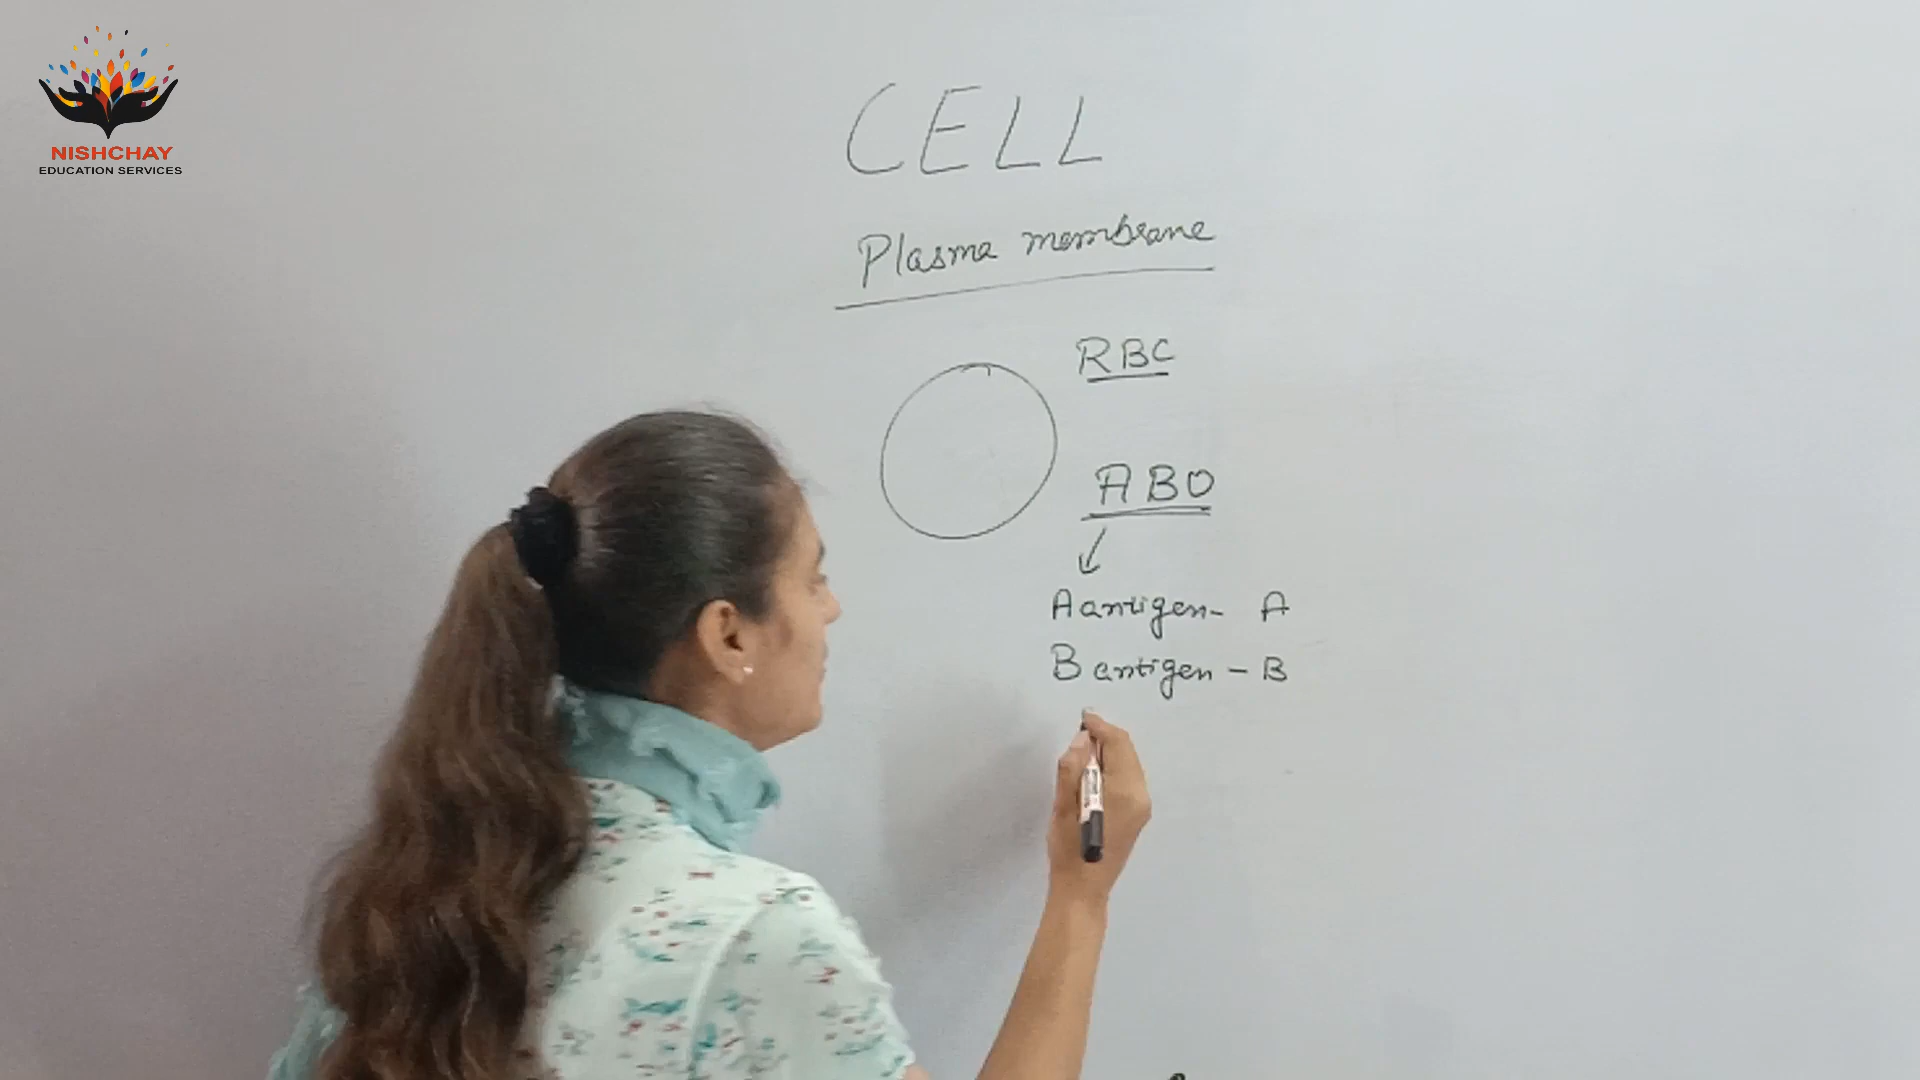 NISHCHAY
EDUCATION SERVICES
CELL
Plasma membrane
RBC
ABO
A antigen - A
B antigen - B